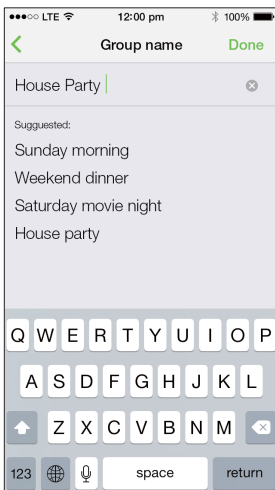 LTE 12:00 pm 100%
Group name Done
House Party
Sugguested:
Sunday morning
Weekend dinner
Saturday movie night
House party
Q W E R T Y U I O P
A S D F G H J K L
Z X C V B N M
123 space return